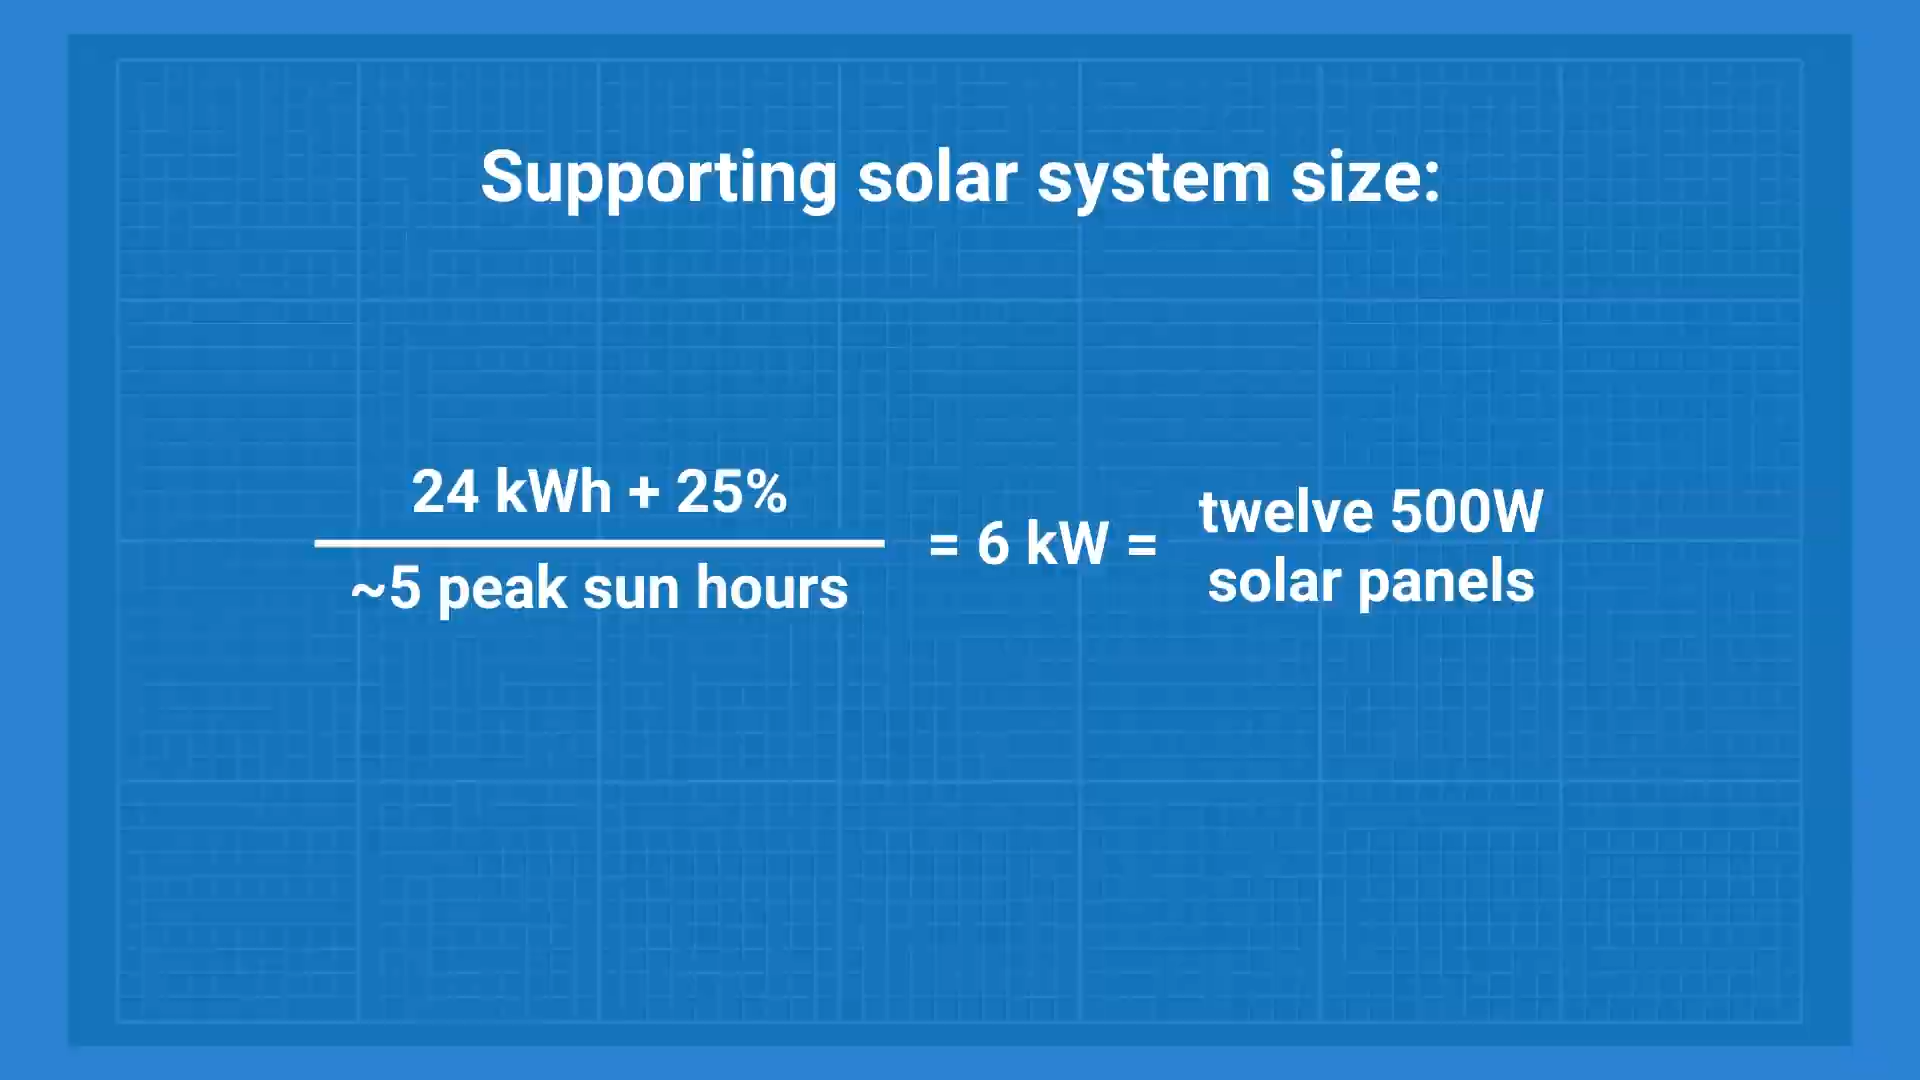 Supporting solar system size:
24 kWh + 25%
~5 peak sun hours
= 6 kW =
twelve 500W
solar panels